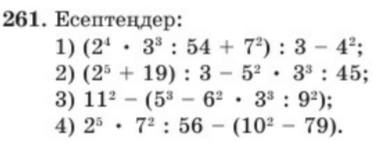 261. Есептеңдер:
1) (2⁴ · 3³ : 54 + 7²) : 3 – 4²;
2) (2⁵ + 19) : 3 – 5² · 3³ : 45;
3) 11² – (5³ – 6² · 3³ : 9²);
4) 2⁵ · 7² : 56 – (10² – 79).